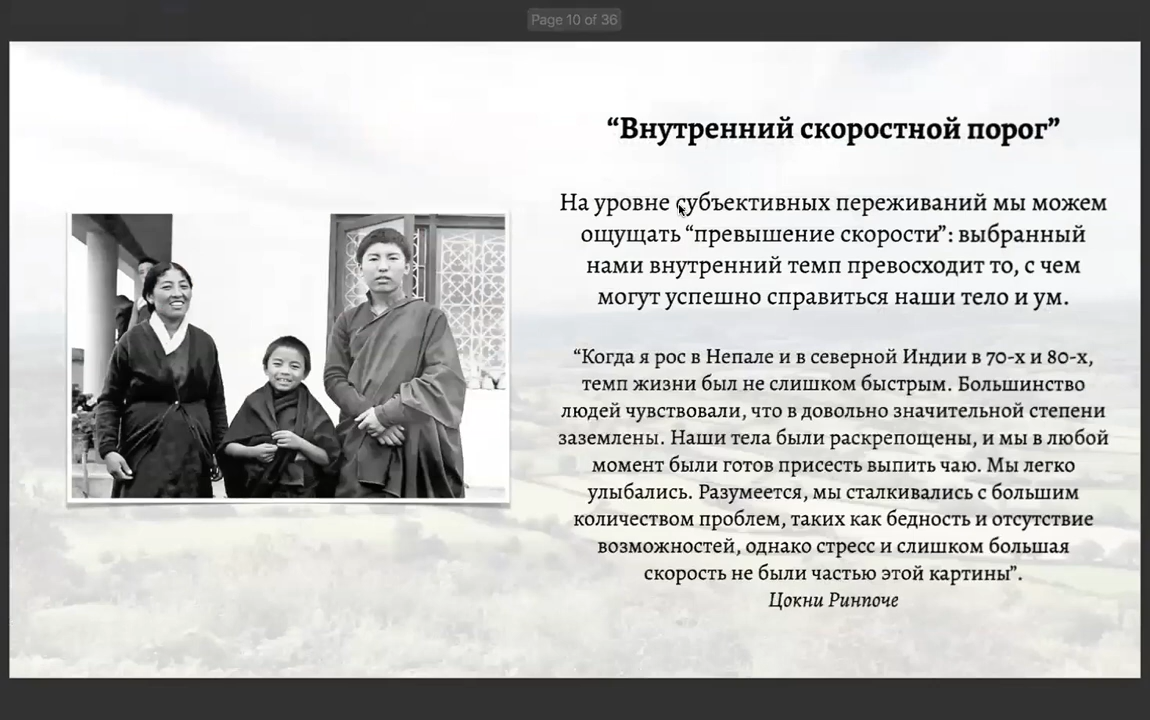 Page 10 of 36
“Внутренний скоростной порог”
На уровне субъективных переживаний мы можем
ощущать “превышение скорости”: выбранный
нами внутренний темп превосходит то, с чем
могут успешно справиться наши тело и ум.
“Когда я рос в Непале и в северной Индии в 70-х и 80-х,
темп жизни был не слишком быстрым. Большинство
людей чувствовали, что в довольно значительной степени
заземлены. Наши тела были раскрепощены, и мы в любой
момент были готов присесть выпить чаю. Мы легко
улыбались. Разумеется, мы сталкивались с большим
количеством проблем, таких как бедность и отсутствие
возможностей, однако стресс и слишком большая
скорость не были частью этой картины”.
Цокни Ринпоче